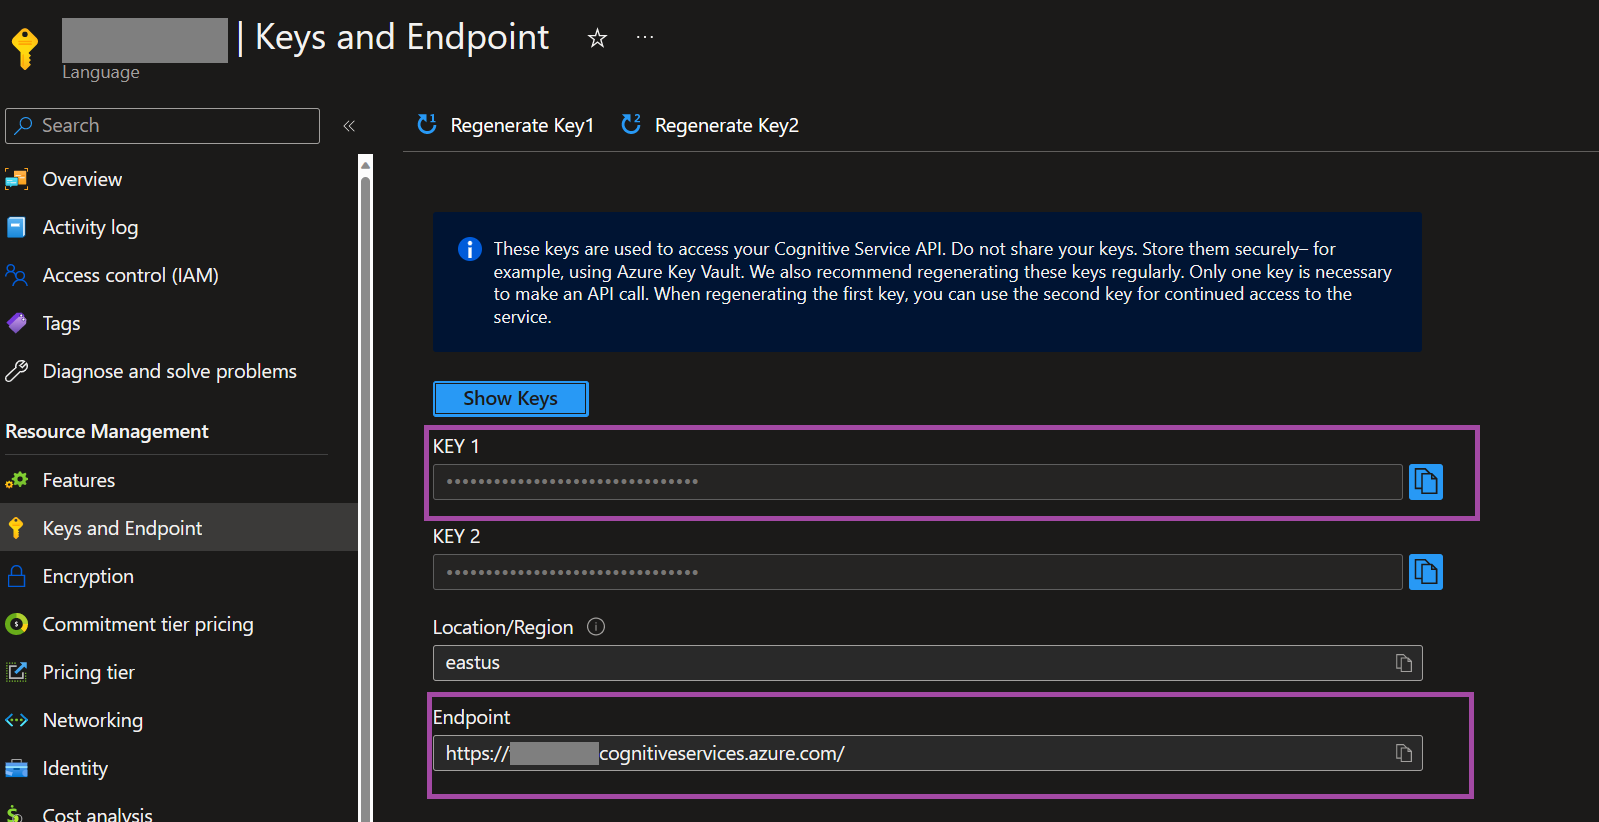 | Keys and Endpoint
Language
Search
Regenerate Key1
Regenerate Key2
Overview
Activity log
Access control (IAM)
Tags
Diagnose and solve problems
Resource Management
Features
Keys and Endpoint
Encryption
Commitment tier pricing
Pricing tier
Networking
Identity
Cost analysis
These keys are used to access your Cognitive Service API. Do not share your keys. Store them securely– for
example, using Azure Key Vault. We also recommend regenerating these keys regularly. Only one key is necessary
to make an API call. When regenerating the first key, you can use the second key for continued access to the
service.
Show Keys
KEY 1
••••••••••••••••••••••••••••••••
KEY 2
••••••••••••••••••••••••••••••••
Location/Region
eastus
Endpoint
https:// cognitiveservices.azure.com/